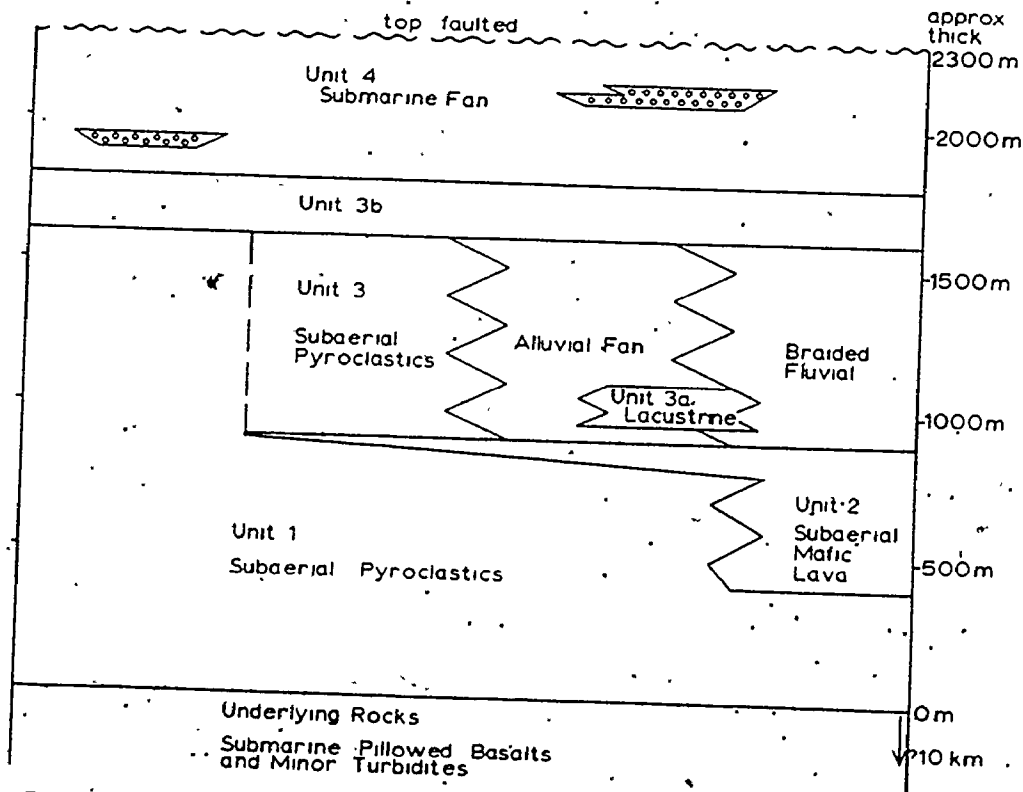 top faulted
approx
thick
2300m
Unit 4
Submarine Fan
2000m
Unit 3b
1500m
Unit 3
Subaerial
Pyroclastics
Alluvial Fan
Braided
Fluvial
Unit 3a
Lacustrine
1000m
Unit 2
Subaerial
Mafic
Lava
Unit 1
Subaerial Pyroclastics
500m
0m
Underlying Rocks
Submarine Pillowed Basalts
and Minor Turbidites
10 km